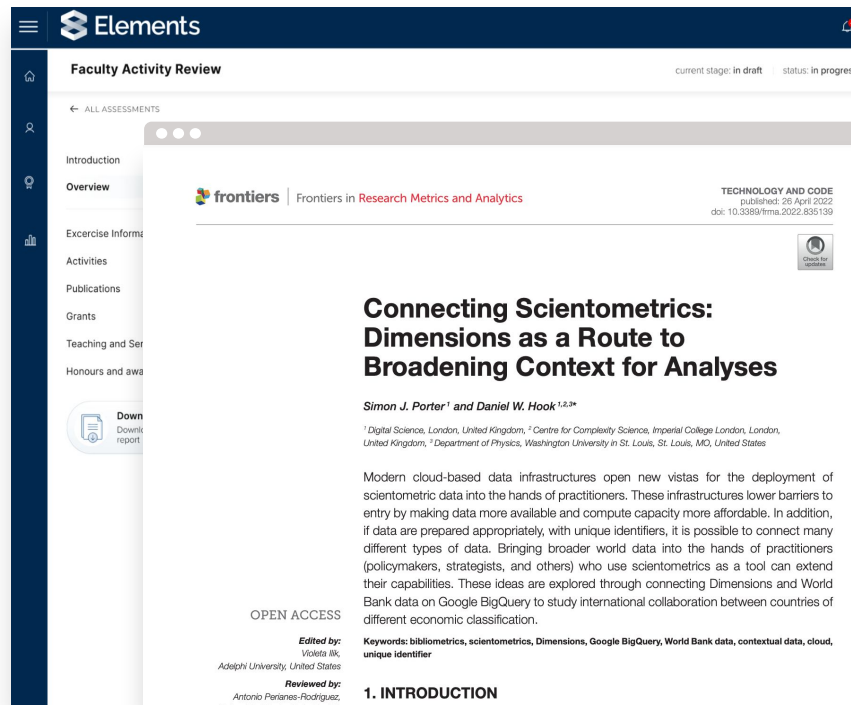 Elements
Faculty Activity Review
current stage: in draft status: in progres
← ALL ASSESSMENTS
Introduction
Overview
Excercise Informa
Activities
Publications
Grants
Teaching and Ser
Honours and awa
Down
Downlo
report
frontiers | Frontiers in Research Metrics and Analytics
TECHNOLOGY AND CODE
published: 26 April 2022
doi: 10.3389/frma.2022.835139
Check for
updates
Connecting Scientometrics:
Dimensions as a Route to
Broadening Context for Analyses
Simon J. Porter 1 and Daniel W. Hook 1,2,3*
1 Digital Science, London, United Kingdom, 2 Centre for Complexity Science, Imperial College London, London,
United Kingdom, 3 Department of Physics, Washington University in St. Louis, St. Louis, MO, United States
Modern cloud-based data infrastructures open new vistas for the deployment of
scientometric data into the hands of practitioners. These infrastructures lower barriers to
entry by making data more available and compute capacity more affordable. In addition,
if data are prepared appropriately, with unique identifiers, it is possible to connect many
different types of data. Bringing broader world data into the hands of practitioners
(policymakers, strategists, and others) who use scientometrics as a tool can extend
their capabilities. These ideas are explored through connecting Dimensions and World
Bank data on Google BigQuery to study international collaboration between countries of
different economic classification.
Keywords: bibliometrics, scientometrics, Dimensions, Google BigQuery, World Bank data, contextual data, cloud,
unique identifier
OPEN ACCESS
Edited by:
Violeta Ilik,
Adelphi University, United States
Reviewed by:
Antonio Perianes-Rodriguez,
1. INTRODUCTION